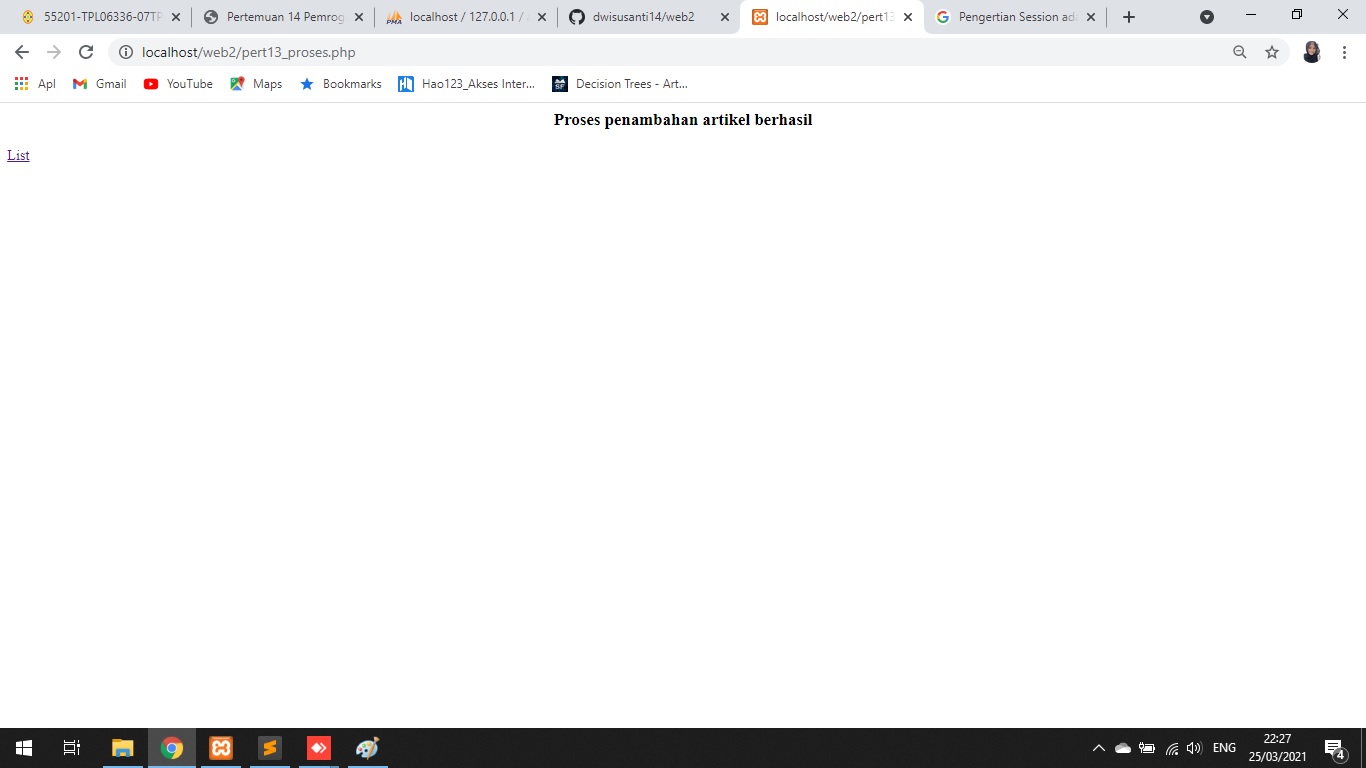 55201-TPL06336-07TP
Pertemuan 14 Pemrog
localhost / 127.0.0.1 /
dwisusanti14/web2
localhost/web2/pert13
Pengertian Session ada
localhost/web2/pert13_proses.php
Apl
Gmail
YouTube
Maps
Bookmarks
Hao123_Akses Inter...
Decision Trees - Art...
Proses penambahan artikel berhasil
List
ENG
22:27
25/03/2021
4